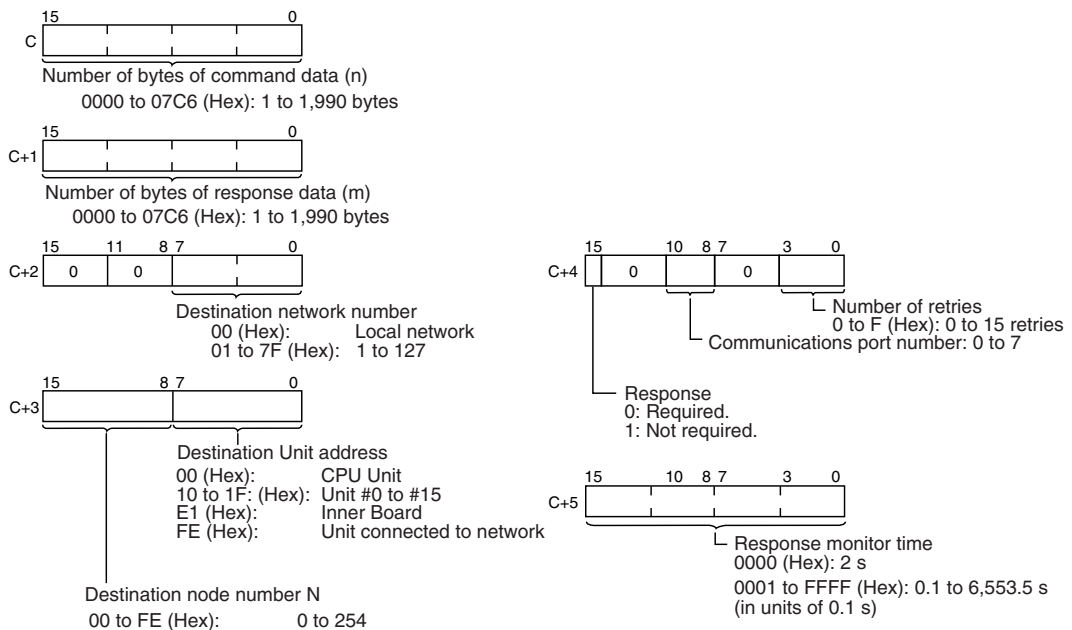 15 0
C
Number of bytes of command data (n)
0000 to 07C6 (Hex): 1 to 1,990 bytes
15 0
C+1
Number of bytes of response data (m)
0000 to 07C6 (Hex): 1 to 1,990 bytes
15 11 8 7 0
C+2 0 0
Destination network number
00 (Hex): Local network
01 to 7F (Hex): 1 to 127
15 8 7 0
C+3
Destination Unit address
00 (Hex): CPU Unit
10 to 1F: (Hex): Unit #0 to #15
E1 (Hex): Inner Board
FE (Hex): Unit connected to network
Destination node number N
00 to FE (Hex): 0 to 254
15 10 8 7 3 0
C+4 0 0
Number of retries
0 to F (Hex): 0 to 15 retries
Communications port number: 0 to 7
Response
0: Required.
1: Not required.
15 10 8 7 3 0
C+5
Response monitor time
0000 (Hex): 2 s
0001 to FFFF (Hex): 0.1 to 6,553.5 s
(in units of 0.1 s)